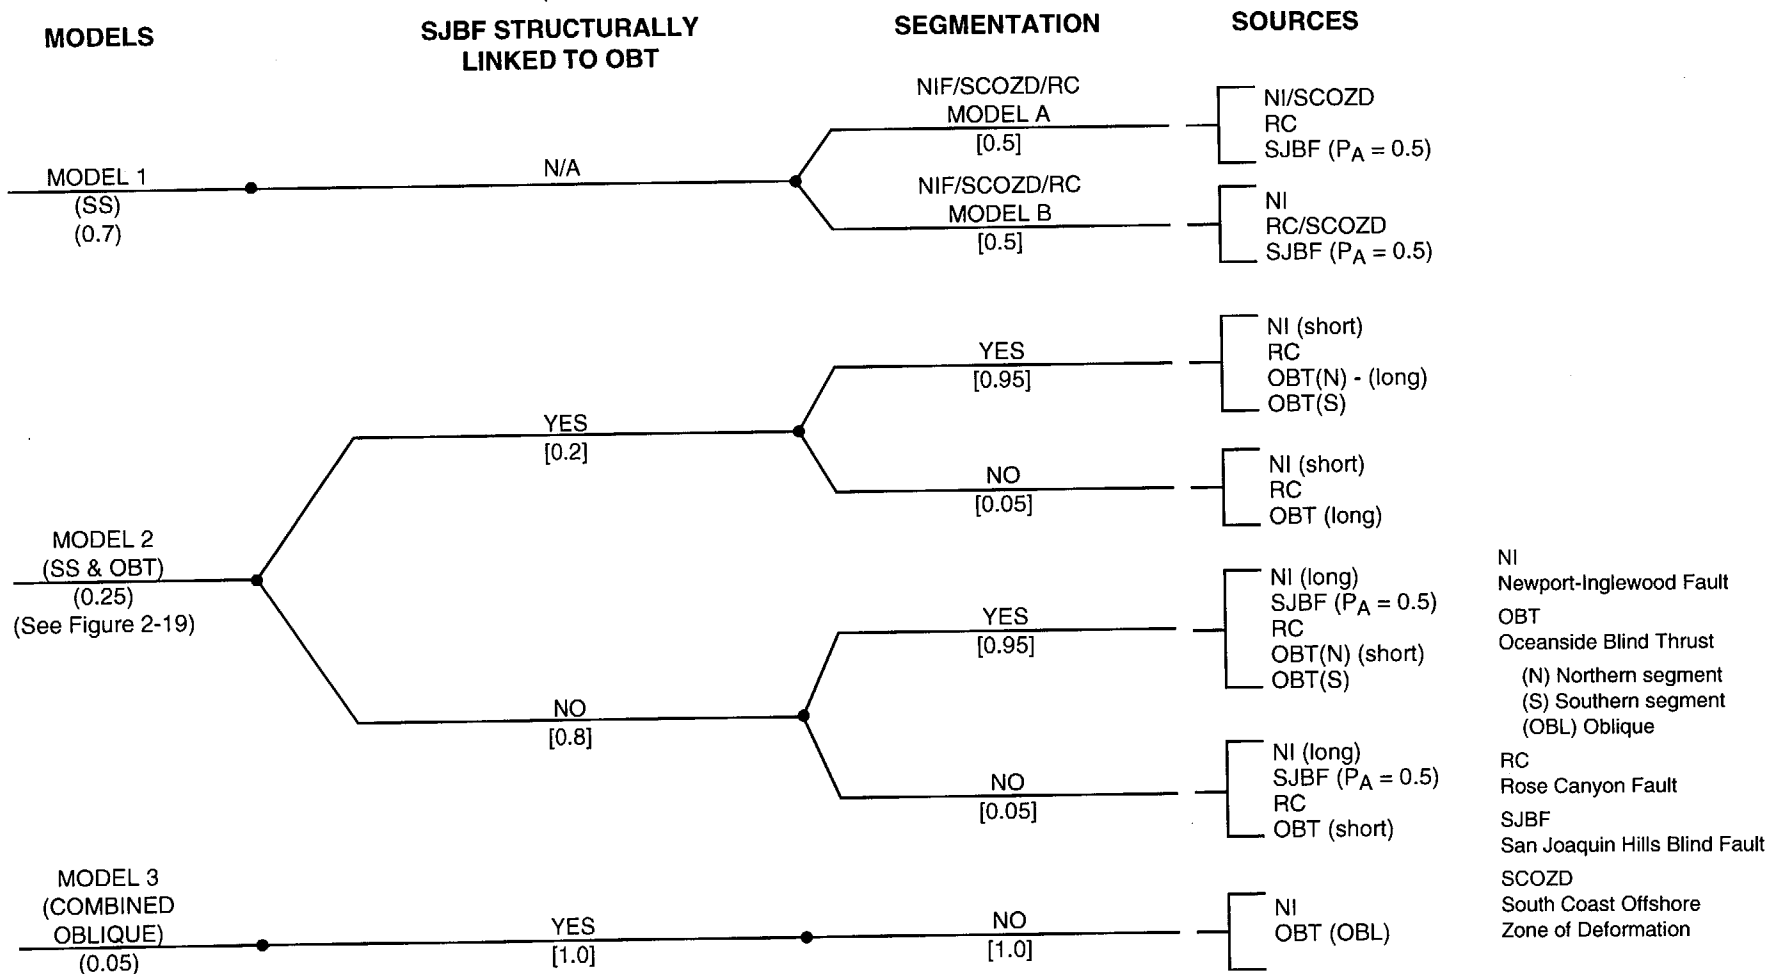 MODELS
SJBF STRUCTURALLY
LINKED TO OBT
SEGMENTATION
SOURCES
MODEL 1
(SS)
(0.7)
N/A
NIF/SCOZD/RC
MODEL A
[0.5]
NI/SCOZD
RC
SJBF (PA = 0.5)
NIF/SCOZD/RC
MODEL B
[0.5]
NI
RC/SCOZD
SJBF (PA = 0.5)
MODEL 2
(SS & OBT)
(0.25)
(See Figure 2-19)
YES
[0.2]
YES
[0.95]
NI (short)
RC
OBT(N) - (long)
OBT(S)
NO
[0.05]
NI (short)
RC
OBT (long)
NO
[0.8]
YES
[0.95]
NI (long)
SJBF (PA = 0.5)
RC
OBT(N) (short)
OBT(S)
NO
[0.05]
NI (long)
SJBF (PA = 0.5)
RC
OBT (short)
MODEL 3
(COMBINED
OBLIQUE)
(0.05)
YES
[1.0]
NO
[1.0]
NI
OBT (OBL)
NI
Newport-Inglewood Fault
OBT
Oceanside Blind Thrust
(N) Northern segment
(S) Southern segment
(OBL) Oblique
RC
Rose Canyon Fault
SJBF
San Joaquin Hills Blind Fault
SCOZD
South Coast Offshore
Zone of Deformation